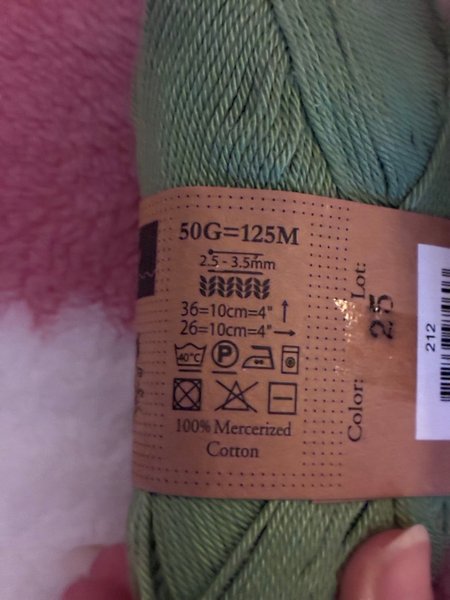 50G=125M
2.5 - 3.5mm
36=10cm=4"
26=10cm=4"
40°C
P
100% Mercerized
Cotton
Color:
Lot:
25
212